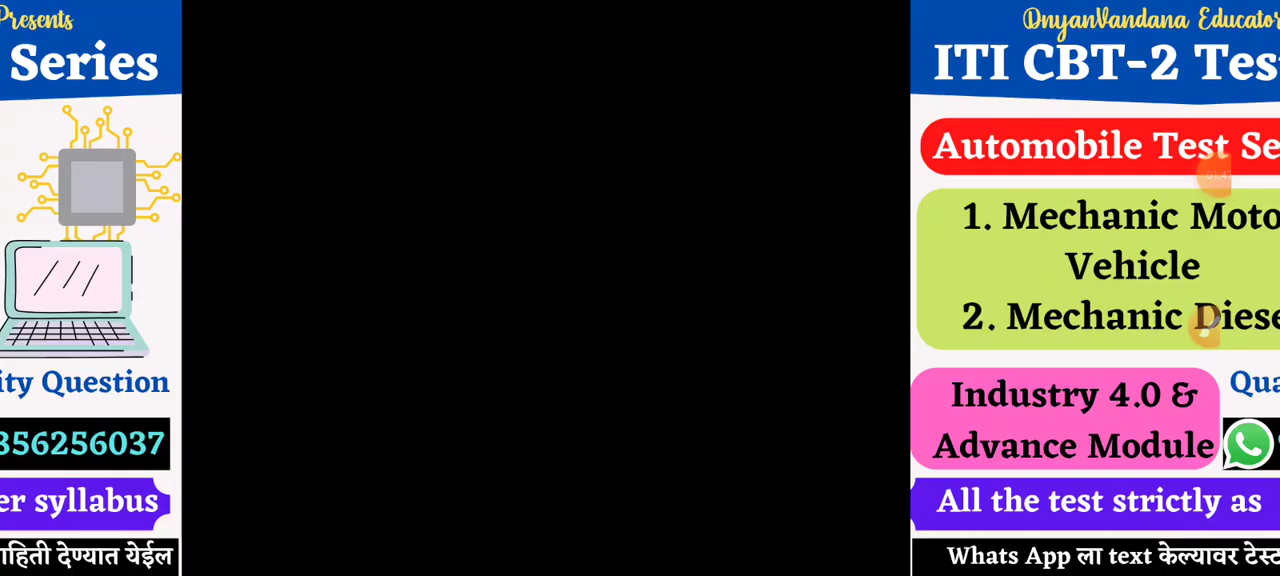 Presents
Series
ity Question
356256037
er syllabus
ाहिती देण्यात येईल
DnyanVandana Educator
ITI CBT-2 Tes
Automobile Test Se
1. Mechanic Moto
Vehicle
2. Mechanic Diese
Industry 4.0 &
Advance Module
Qua
All the test strictly as
Whats App ला text केल्यावर टेस्ट